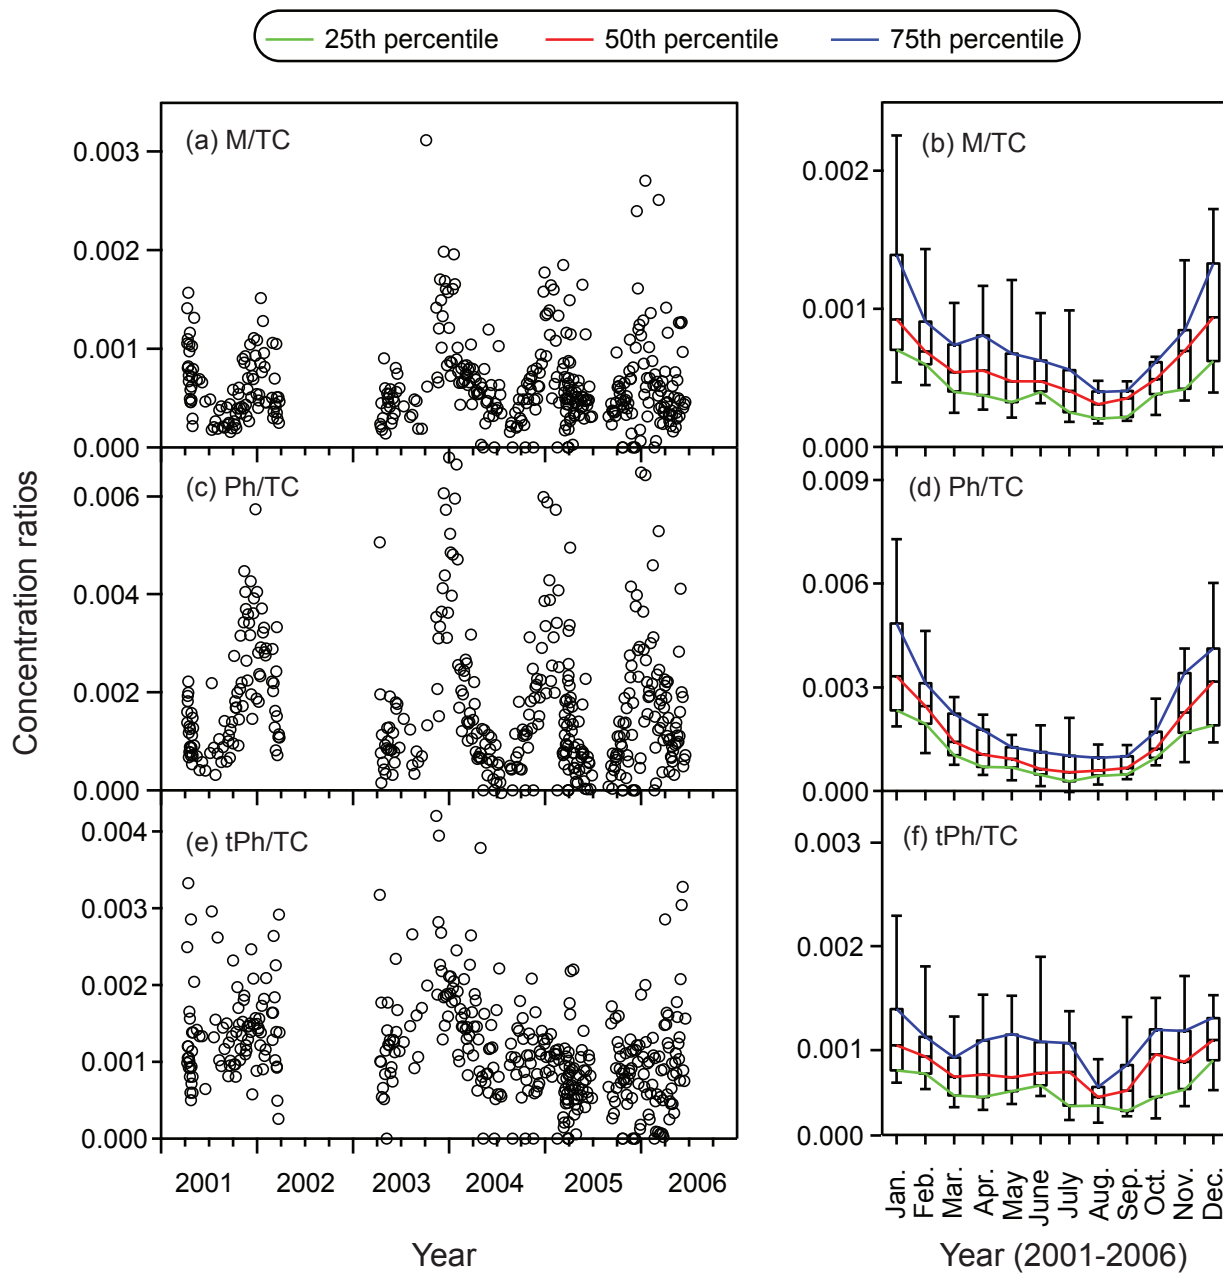 25th percentile 50th percentile 75th percentile
(a) M/TC
0.003
0.002
0.001
0.000
(b) M/TC
0.002
0.001
0.000
(c) Ph/TC
0.006
0.004
0.002
0.000
(d) Ph/TC
0.009
0.006
0.003
0.000
(e) tPh/TC
0.004
0.003
0.002
0.001
0.000
(f) tPh/TC
0.003
0.002
0.001
0.000
Concentration ratios
2001 2002 2003 2004 2005 2006
Year
Jan. Feb. Mar. Apr. May June July Aug. Sep. Oct. Nov. Dec.
Year (2001-2006)